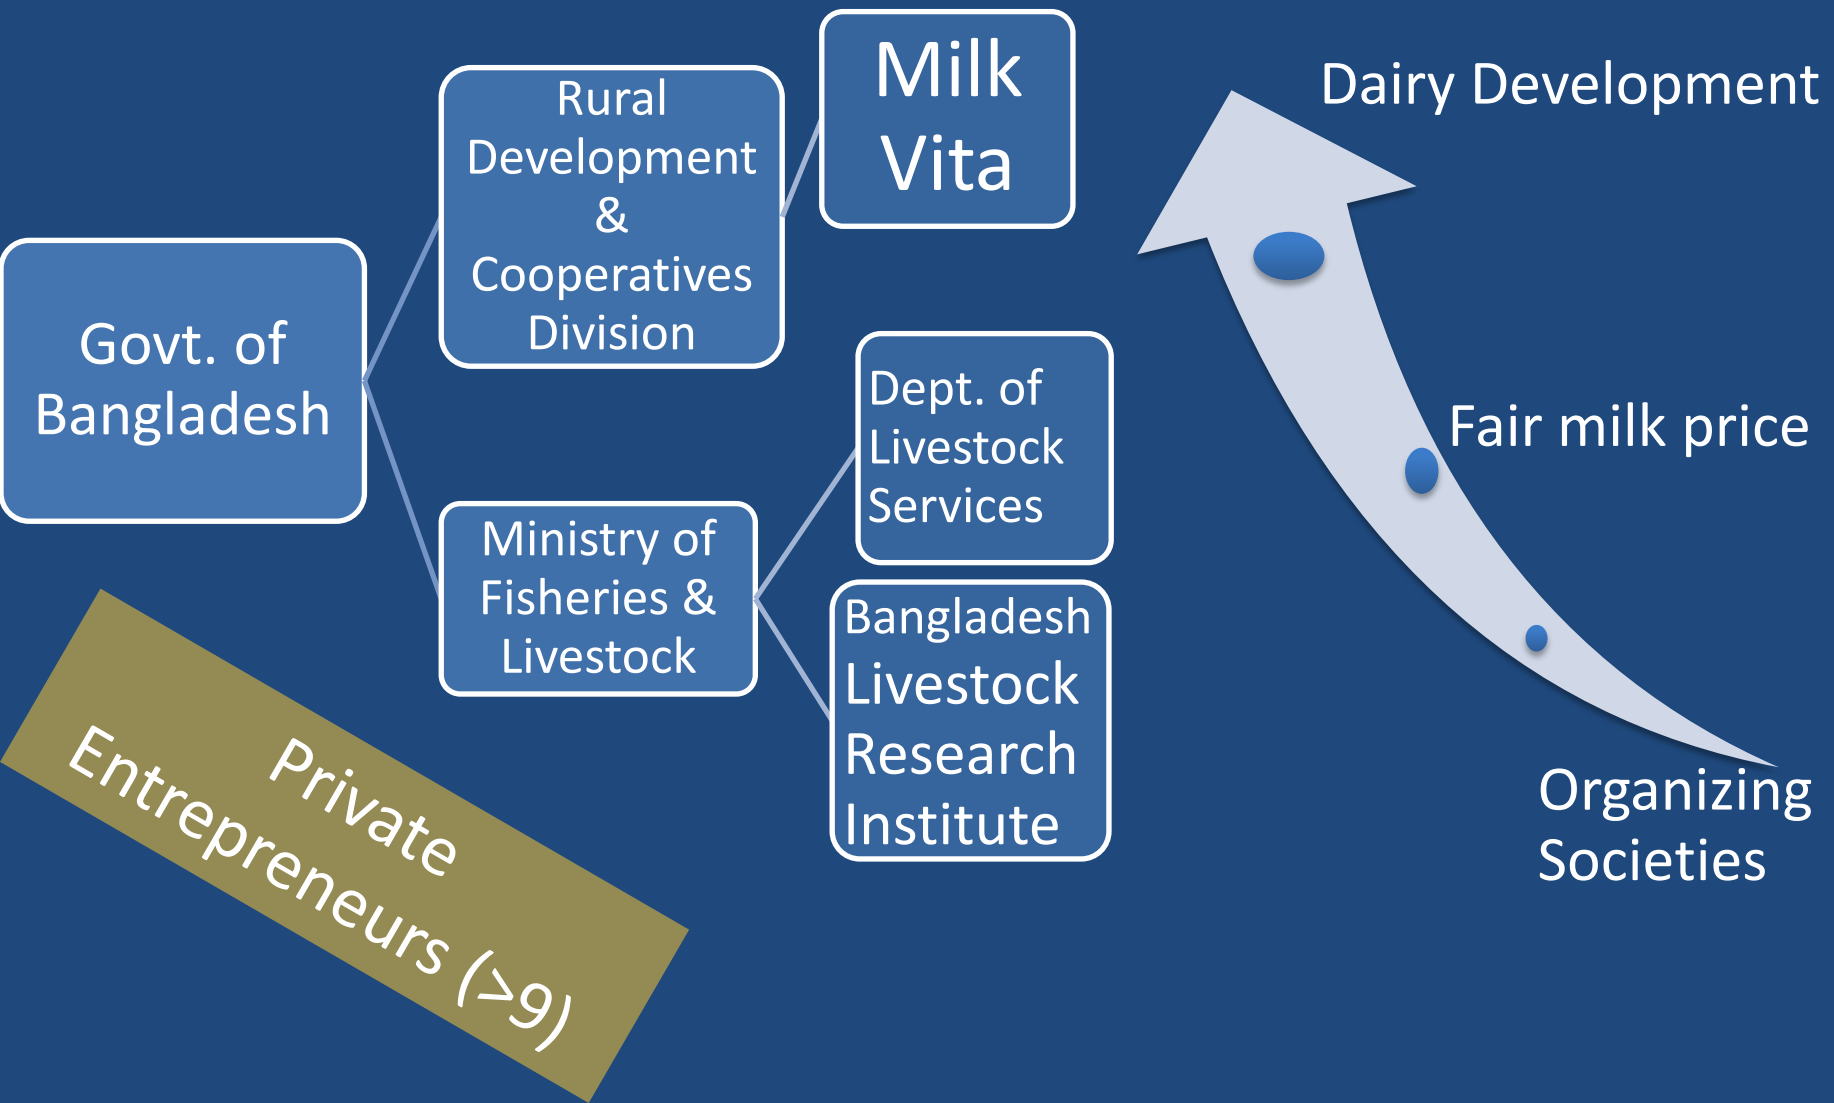 Govt. of
Bangladesh
Rural
Development
&
Cooperatives
Division
Milk
Vita
Ministry of
Fisheries &
Livestock
Dept. of
Livestock
Services
Bangladesh
Livestock
Research
Institute
Private
Entrepreneurs (>9)
Dairy Development
Fair milk price
Organizing
Societies